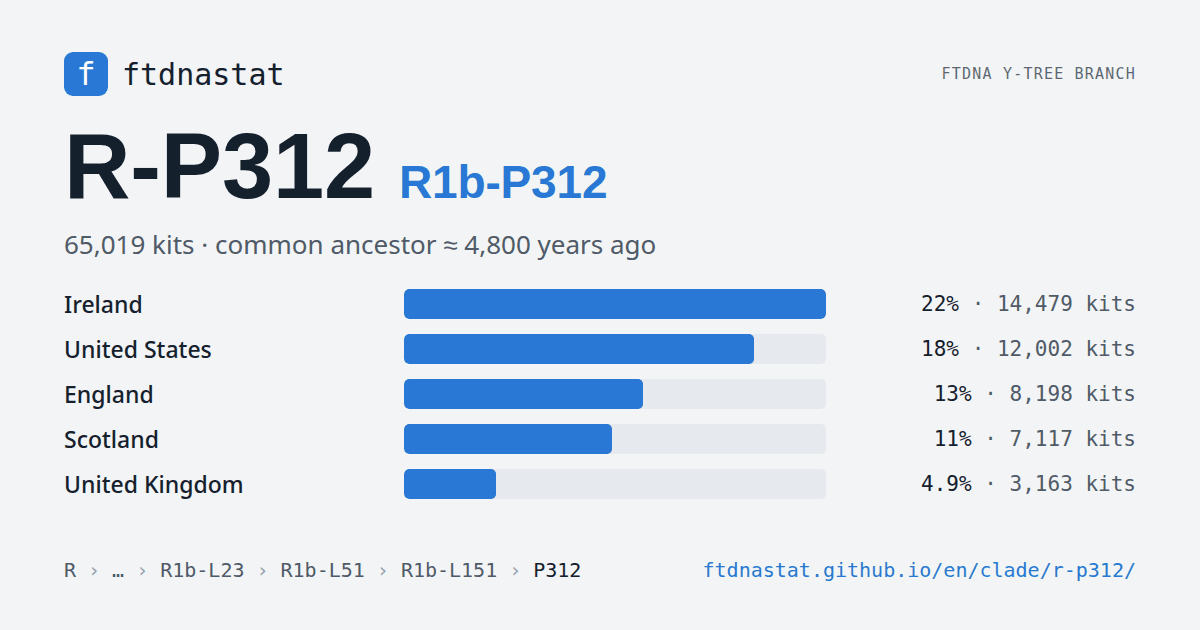 f ftdnastat FTDNA Y-TREE BRANCH
R-P312 R1b-P312
65,019 kits · common ancestor ≈ 4,800 years ago
Ireland 22% · 14,479 kits
United States 18% · 12,002 kits
England 13% · 8,198 kits
Scotland 11% · 7,117 kits
United Kingdom 4.9% · 3,163 kits
R › … › R1b-L23 › R1b-L51 › R1b-L151 › P312 ftdnastat.github.io/en/clade/r-p312/